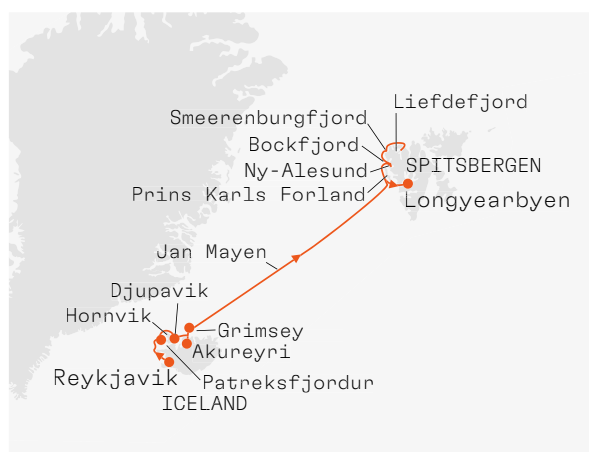 Liefdefjord
Smeerenburgfjord
Bockfjord
SPITSBERGEN
Ny-Alesund
Prins Karls Forland
Longyearbyen
Jan Mayen
Djupavik
Hornvik
Grimsey
Akureyri
Reykjavik
Patreksfjordur
ICELAND